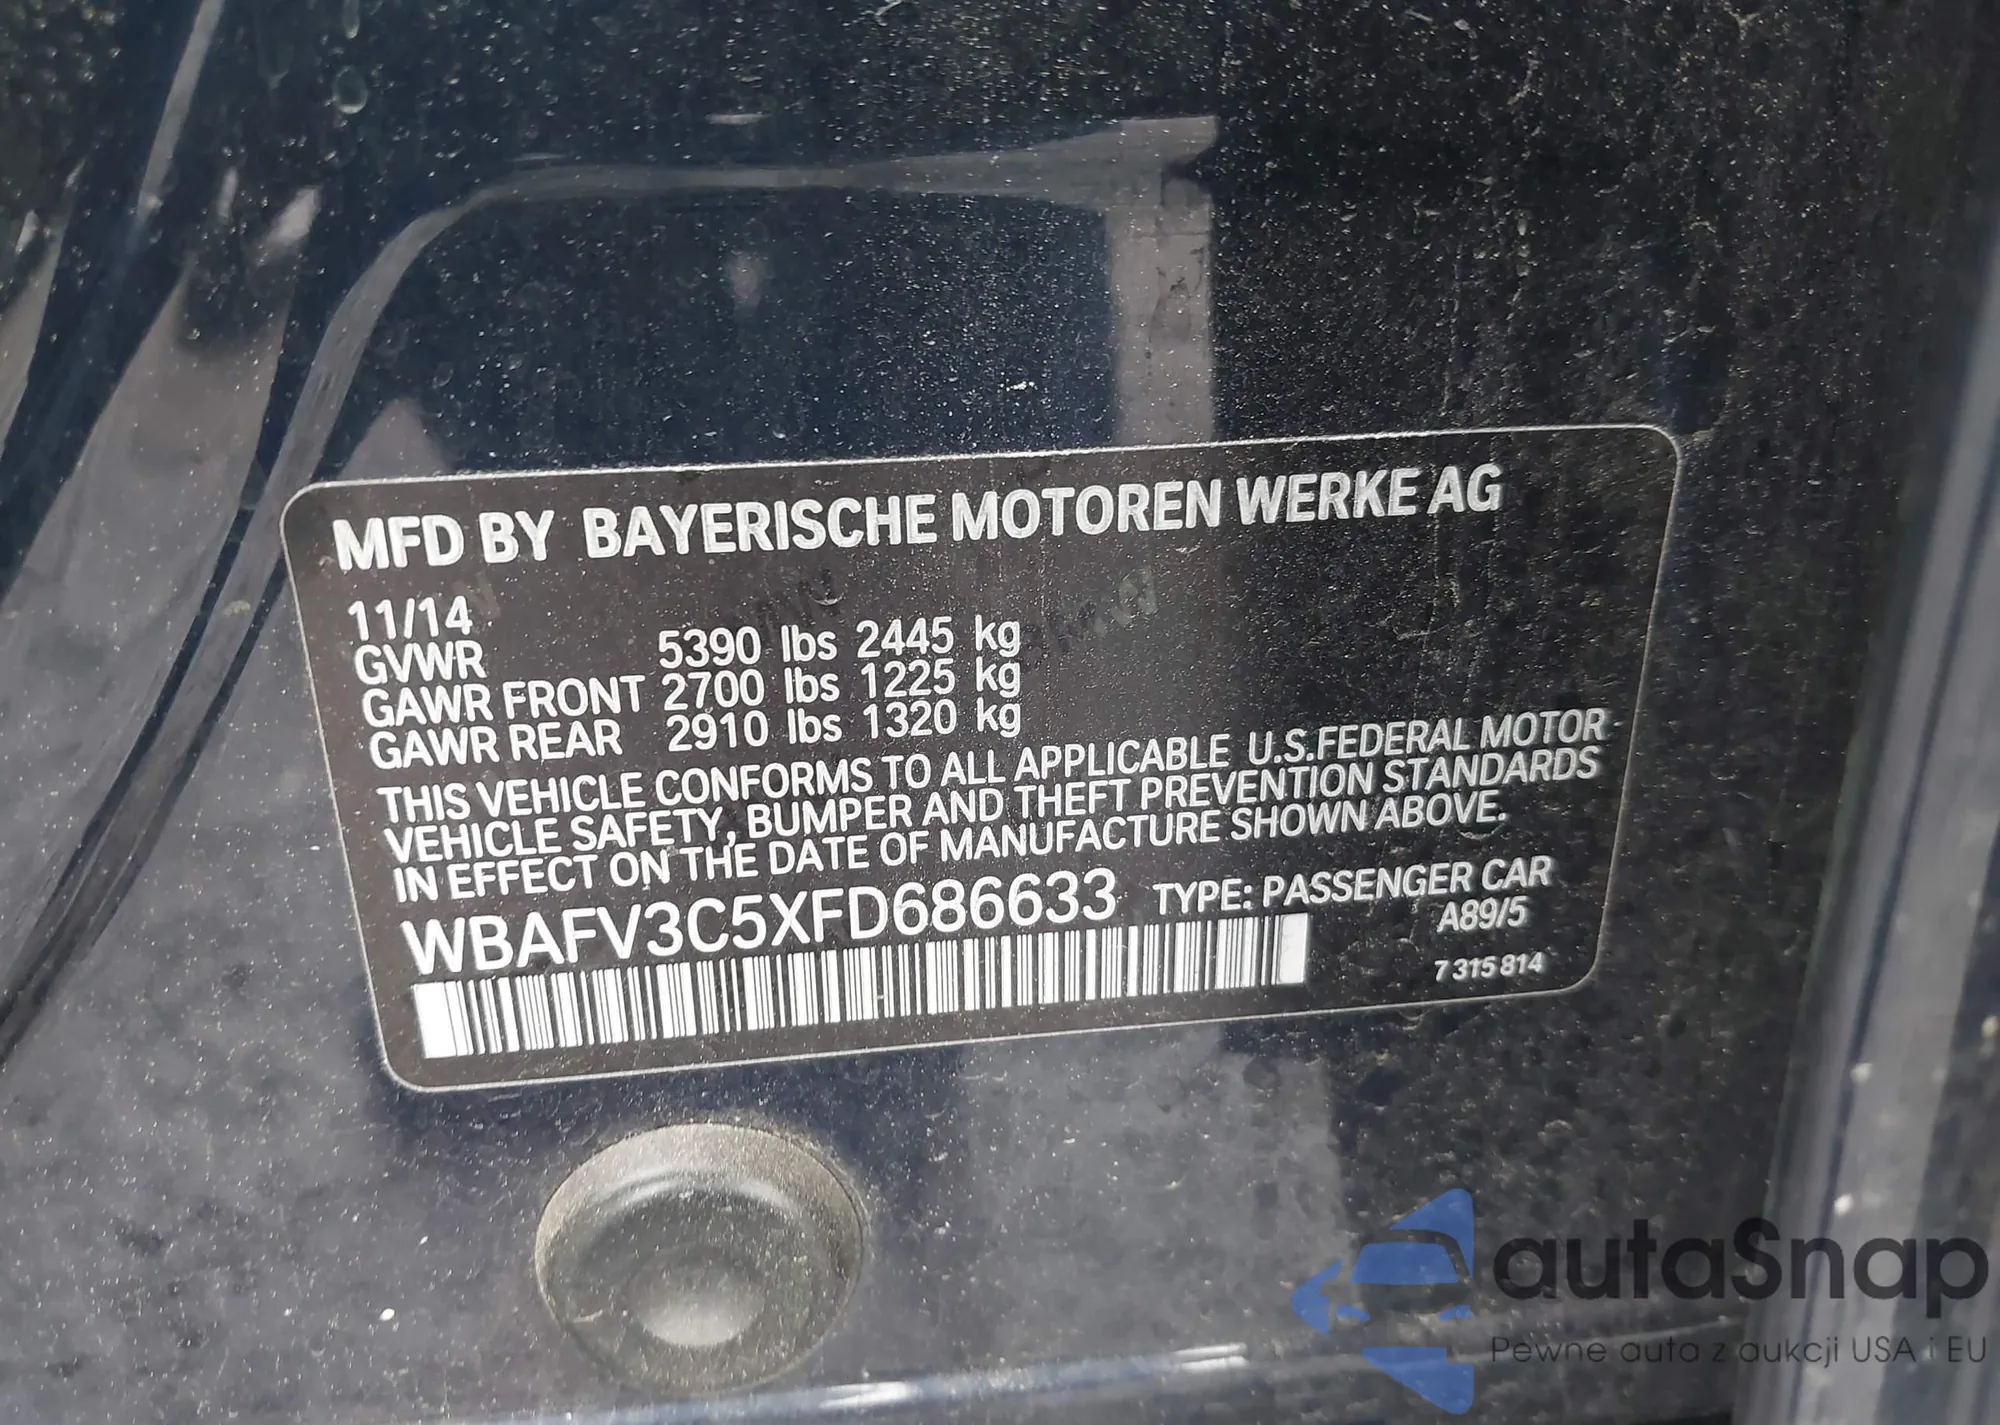 MFD BY BAYERISCHE MOTOREN WERKE AG
11/14
GVWR 5390 lbs 2445 kg
GAWR FRONT 2700 lbs 1225 kg
GAWR REAR 2910 lbs 1320 kg
THIS VEHICLE CONFORMS TO ALL APPLICABLE U.S.FEDERAL MOTOR
VEHICLE SAFETY, BUMPER AND THEFT PREVENTION STANDARDS
IN EFFECT ON THE DATE OF MANUFACTURE SHOWN ABOVE.
WBAFV3C5XFD686633 TYPE: PASSENGER CAR
A89/5
7 315 814
autaSnap
Pewne auta z aukcji USA i EU